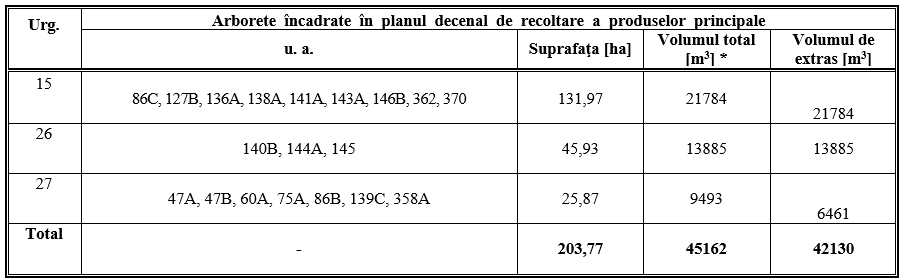 Urg. Arborete încadrate în planul decenal de recoltare a produselor principale
u. a. Suprafaţa [ha] Volumul total [m³] * Volumul de extras [m³]
15 86C, 127B, 136A, 138A, 141A, 143A, 146B, 362, 370 131,97 21784 21784
26 140B, 144A, 145 45,93 13885 13885
27 47A, 47B, 60A, 75A, 86B, 139C, 358A 25,87 9493 6461
Total - 203,77 45162 42130